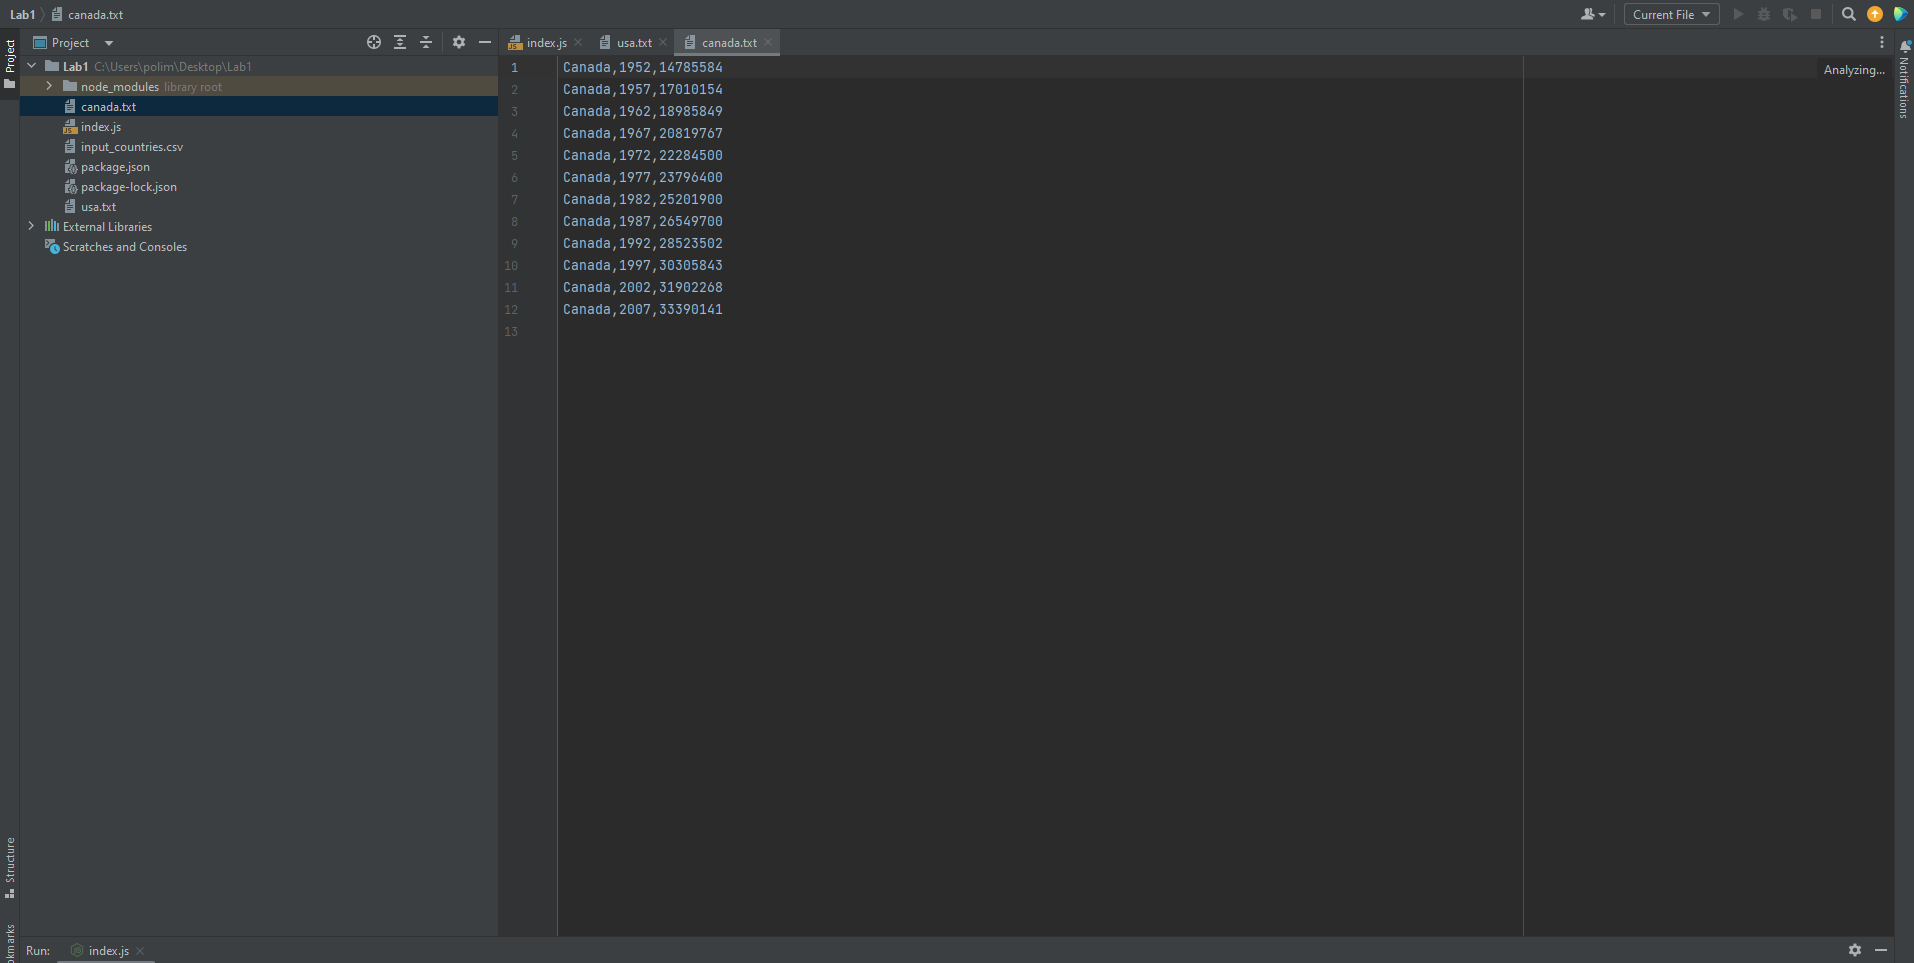 Lab1 canada.txt
Current File
Project
Project
index.js
usa.txt
canada.txt
Lab1 C:\Users\polim\Desktop\Lab1
node_modules library root
canada.txt
index.js
input_countries.csv
package.json
package-lock.json
usa.txt
External Libraries
Scratches and Consoles
1 Canada,1952,14785584
2 Canada,1957,17010154
3 Canada,1962,18985849
4 Canada,1967,20819767
5 Canada,1972,22284500
6 Canada,1977,23796400
7 Canada,1982,25201900
8 Canada,1987,26549700
9 Canada,1992,28523502
10 Canada,1997,30305843
11 Canada,2002,31902268
12 Canada,2007,33390141
13
Analyzing...
Notifications
Structure
okmarks
Run: index.js